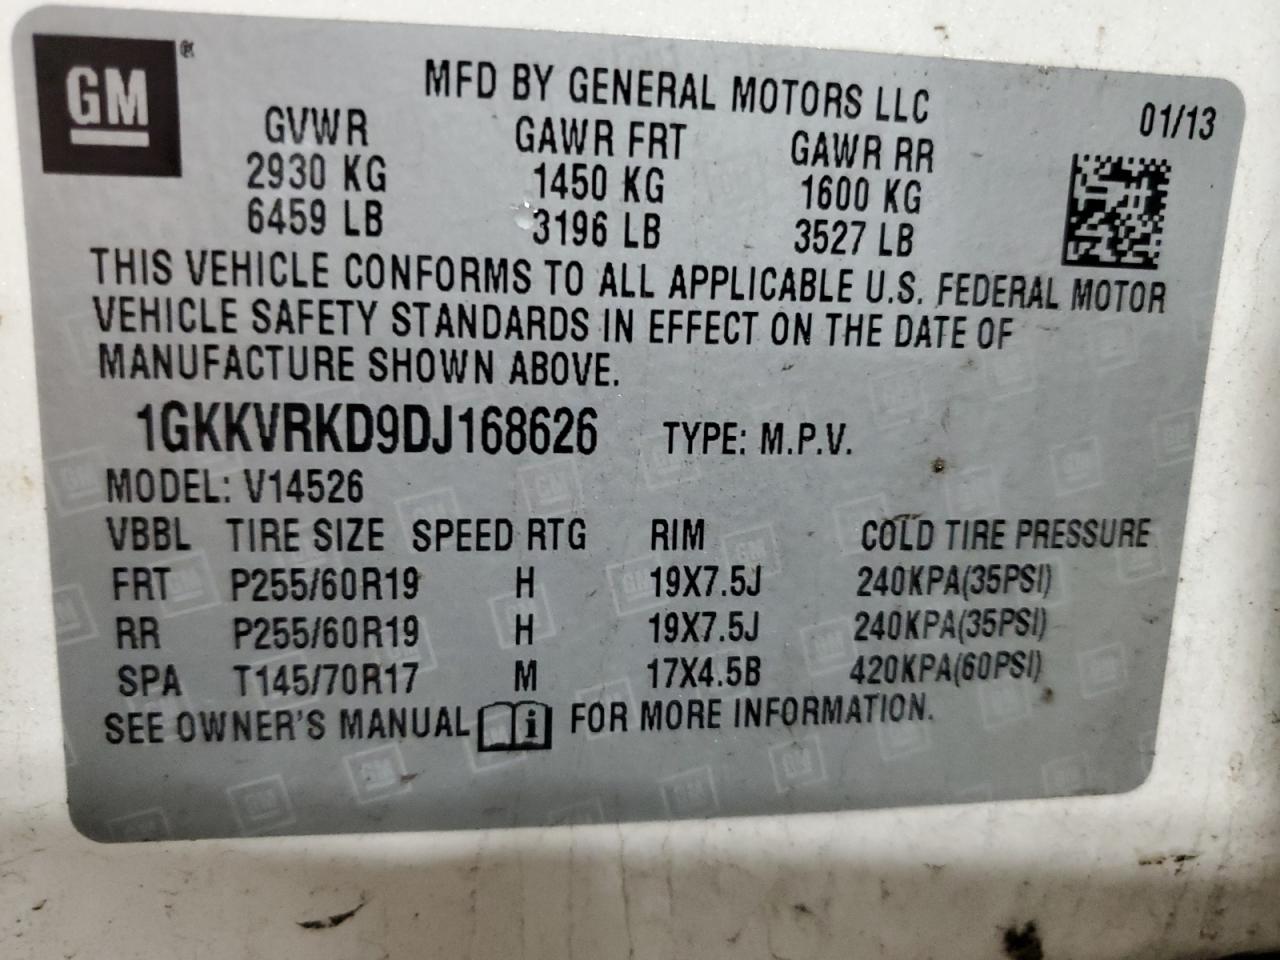 GM®
MFD BY GENERAL MOTORS LLC
01/13
GVWR GAWR FRT GAWR RR
2930 KG 1450 KG 1600 KG
6459 LB 3196 LB 3527 LB
THIS VEHICLE CONFORMS TO ALL APPLICABLE U.S. FEDERAL MOTOR
VEHICLE SAFETY STANDARDS IN EFFECT ON THE DATE OF
MANUFACTURE SHOWN ABOVE.
1GKKVRKD9DJ168626 TYPE: M.P.V.
MODEL: V14526
VBBL TIRE SIZE SPEED RTG RIM COLD TIRE PRESSURE
FRT P255/60R19 H 19X7.5J 240KPA(35PSI)
RR P255/60R19 H 19X7.5J 240KPA(35PSI)
SPA T145/70R17 M 17X4.5B 420KPA(60PSI)
SEE OWNER'S MANUAL i FOR MORE INFORMATION.